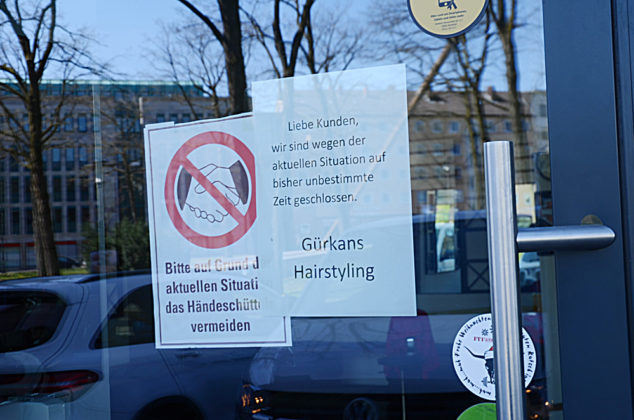 Liebe Kunden,
wir sind wegen der
aktuellen Situation auf
bisher unbestimmte
Zeit geschlossen.
Gürkans
Hairstyling
Bitte auf Grund d
aktuellen Situati
das Händeschütte
vermeiden